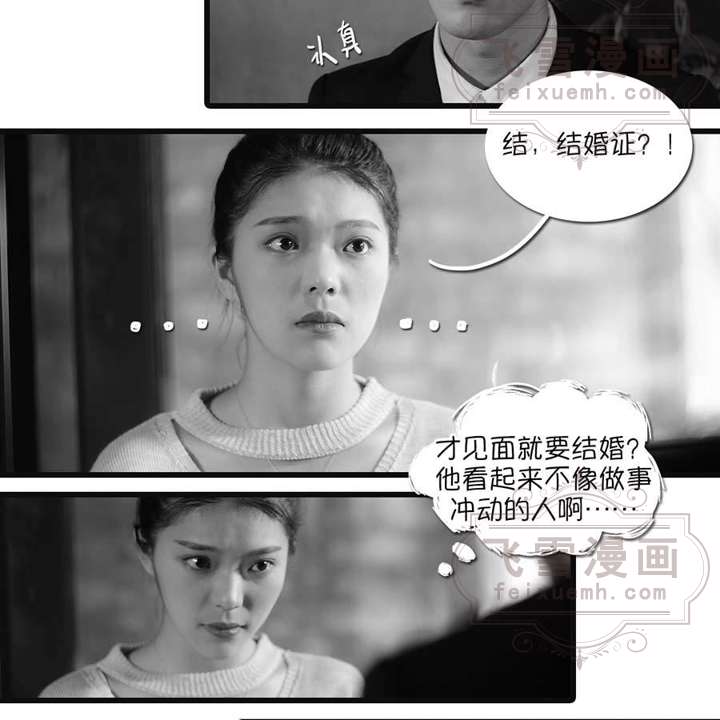 认真
飞雪漫画
feixuemh.com
结，结婚证？！
才见面就要结婚？
他看起来不像做事
冲动的人啊……
飞雪漫画
feixuemh.com